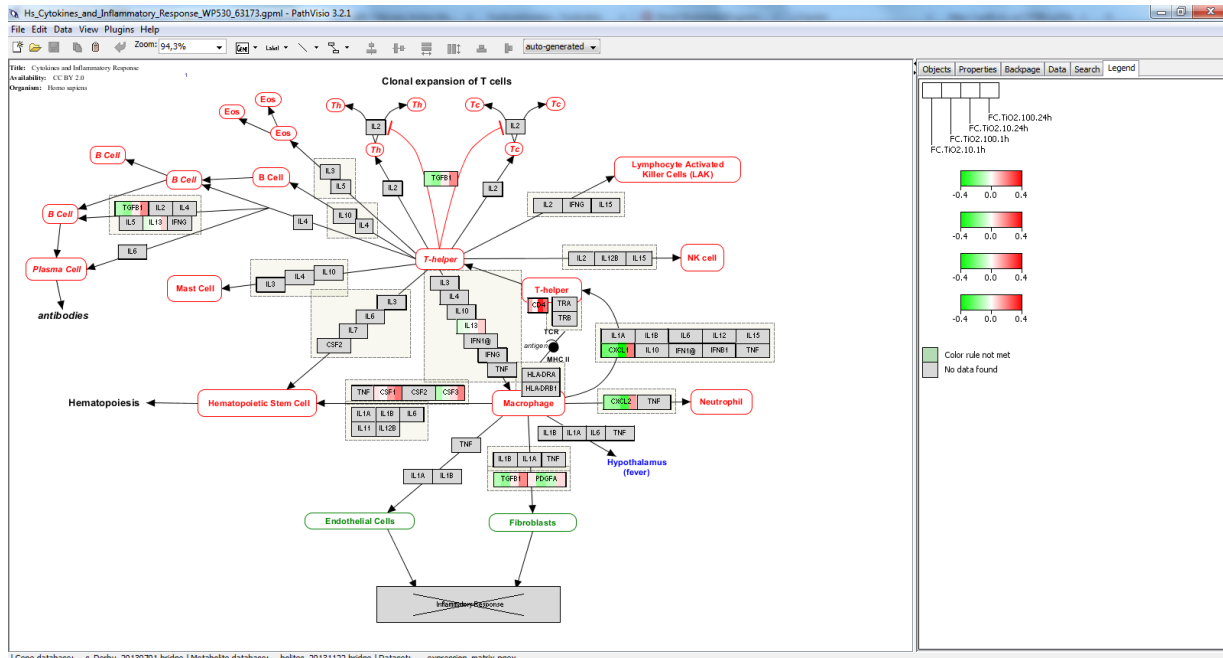 Hs_Cytokines_and_Inflammatory_Response_WP530_63173.gpml - PathVisio 3.2.1
File Edit Data View Plugins Help
Zoom: 94,3%
Label
auto-generated
Title: Cytokines and Inflammatory Response
Availability: CC BY 2.0
Organism: Homo sapiens
1
Clonal expansion of T cells
Objects Properties Backpage Data Search Legend
FC.TiO2.100.24h
FC.TiO2.10.24h
FC.TiO2.100.1h
FC.TiO2.10.1h
Eos
Eos
Eos
Th
Th
Tc
Tc
IL2
IL2
Th
Tc
B Cell
B Cell
B Cell
B Cell
IL3
IL5
IL2
TGFB1
IL2
Lymphocyte Activated
Killer Cells (LAK)
TGFB1 IL2 IL4
IL5 IL13 IFNG
IL10
IL4
IL4
IL2 IFNG IL15
IL6
Plasma Cell
antibodies
T-helper
IL2 IL12B IL15
NK cell
Mast Cell
IL3 IL4 IL10
IL3
IL6
IL7
CSF2
IL3
IL4
IL10
IL13
IFN1@
IFNG
TNF
T-helper
CD4
TRA
TRB
TCR
antigen
MHC II
HLA-DRA
HLA-DRB1
IL1A IL1B IL6 IL12 IL15
CXCL1 IL10 IFN1@ IFNB1 TNF
Hematopoiesis
Hematopoietic Stem Cell
TNF CSF1 CSF2 CSF3
IL1A IL1B IL6
IL11 IL12B
Macrophage
CXCL2 TNF
Neutrophil
IL1B IL1A IL6 TNF
Hypothalamus
(fever)
TNF
IL1A IL1B
IL1B IL1A TNF
TGFB1 PDGFA
Endothelial Cells
Fibroblasts
Inflammatory Response
-0.4 0.0 0.4
-0.4 0.0 0.4
-0.4 0.0 0.4
-0.4 0.0 0.4
Color rule not met
No data found